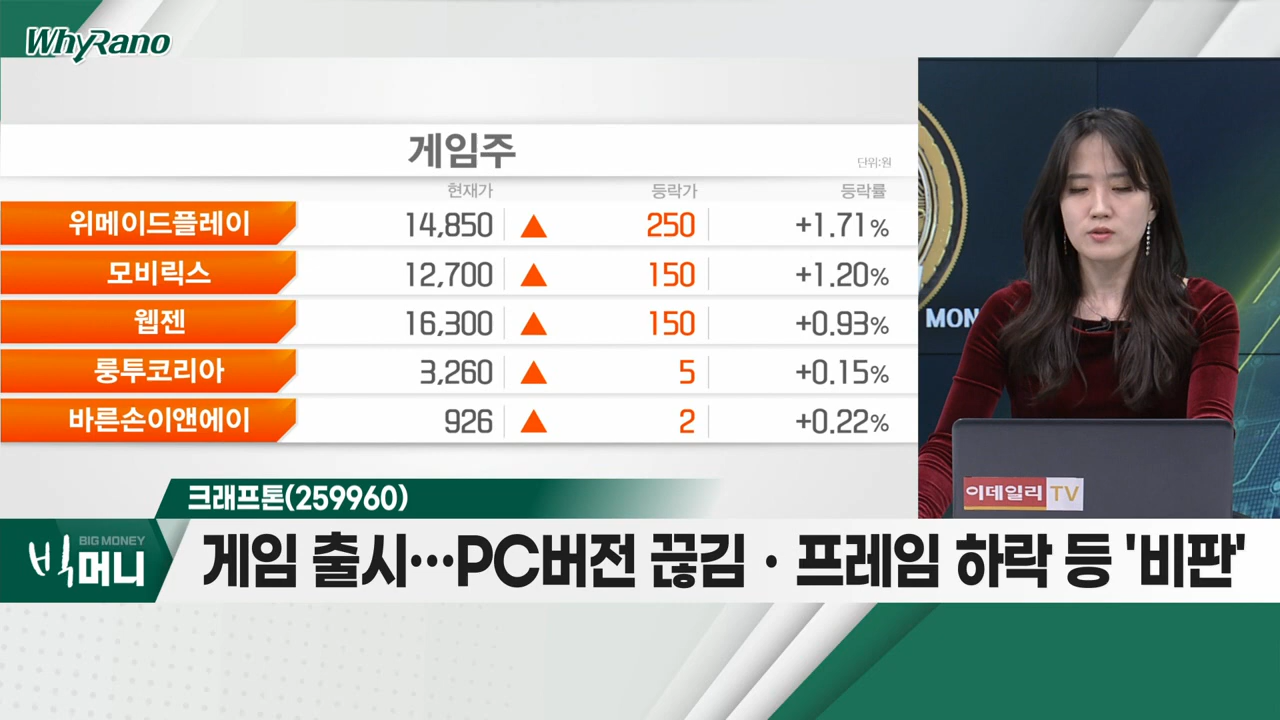 WhyRano
게임주
단위:원
현재가 등락가 등락률
위메이드플레이 14,850 ▲ 250 +1.71%
모비릭스 12,700 ▲ 150 +1.20%
웹젠 16,300 ▲ 150 +0.93%
룽투코리아 3,260 ▲ 5 +0.15%
바른손이앤에이 926 ▲ 2 +0.22%
MON
이데일리TV
크래프톤(259960)
BIG MONEY
빅머니
게임 출시…PC버전 끊김·프레임 하락 등 '비판'